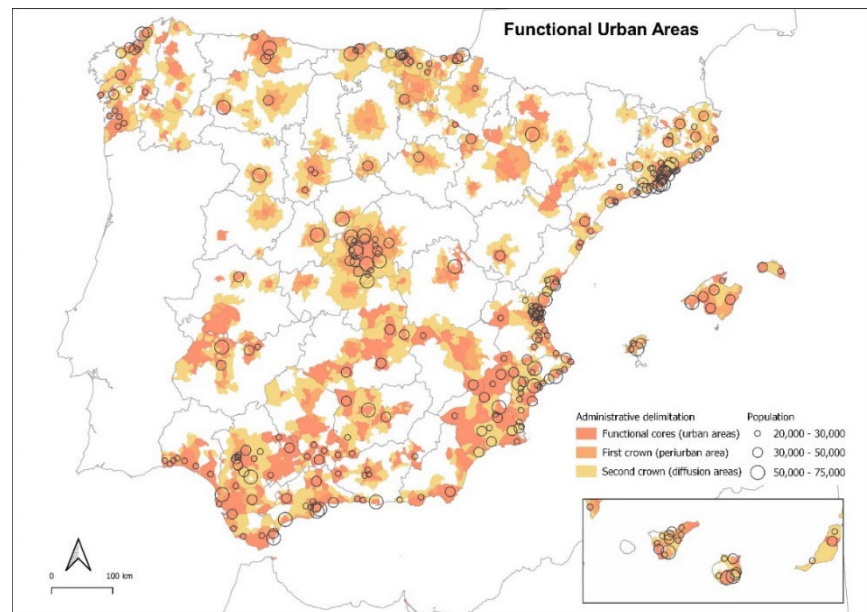 Functional Urban Areas
Administrative delimitation
Functional cores (urban areas)
First crown (periurban area)
Second crown (diffusion areas)
Population
20,000 - 30,000
30,000 - 50,000
50,000 - 75,000
0 100 km